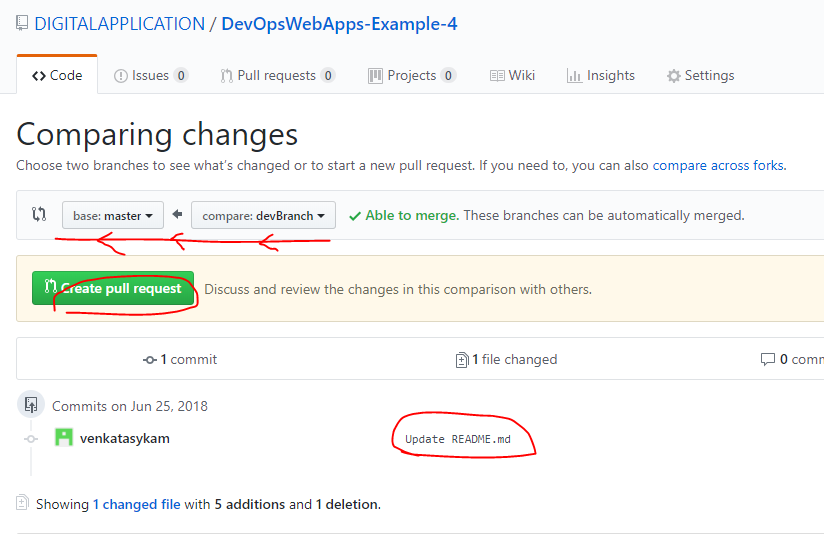 DIGITALAPPLICATION / DevOpsWebApps-Example-4
Code Issues 0 Pull requests 0 Projects 0 Wiki Insights Settings
Comparing changes
Choose two branches to see what's changed or to start a new pull request. If you need to, you can also compare across forks.
base: master compare: devBranch Able to merge. These branches can be automatically merged.
Create pull request Discuss and review the changes in this comparison with others.
1 commit 1 file changed 0 comm
Commits on Jun 25, 2018
venkatasykam Update README.md
Showing 1 changed file with 5 additions and 1 deletion.